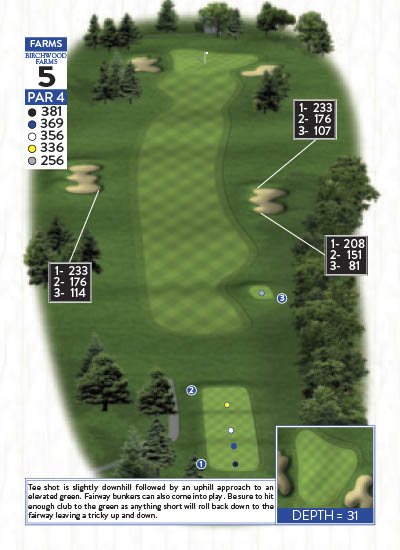 FARMS
BIRCHWOOD
FARMS
5
PAR 4
381
369
356
336
256
1- 233
2- 176
3- 107
1- 208
2- 151
3- 81
1- 233
2- 176
3- 114
3
2
1
Tee shot is slightly downhill followed by an uphill approach to an
elevated green. Fairway bunkers can also come into play. Be sure to hit
enough club to the green as anything short will roll back down to the
fairway leaving a tricky up and down.
DEPTH = 31